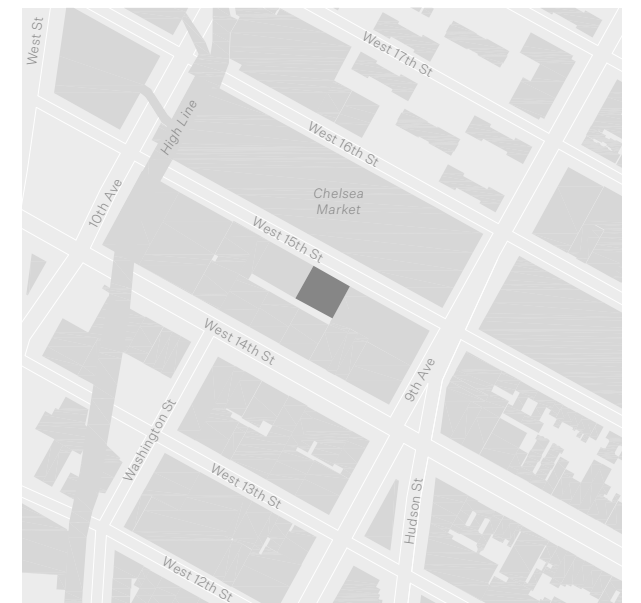 West St
West 17th St
High Line
West 16th St
10th Ave
Chelsea
Market
West 15th St
West 14th St
9th Ave
Washington St
West 13th St
Hudson St
West 12th St